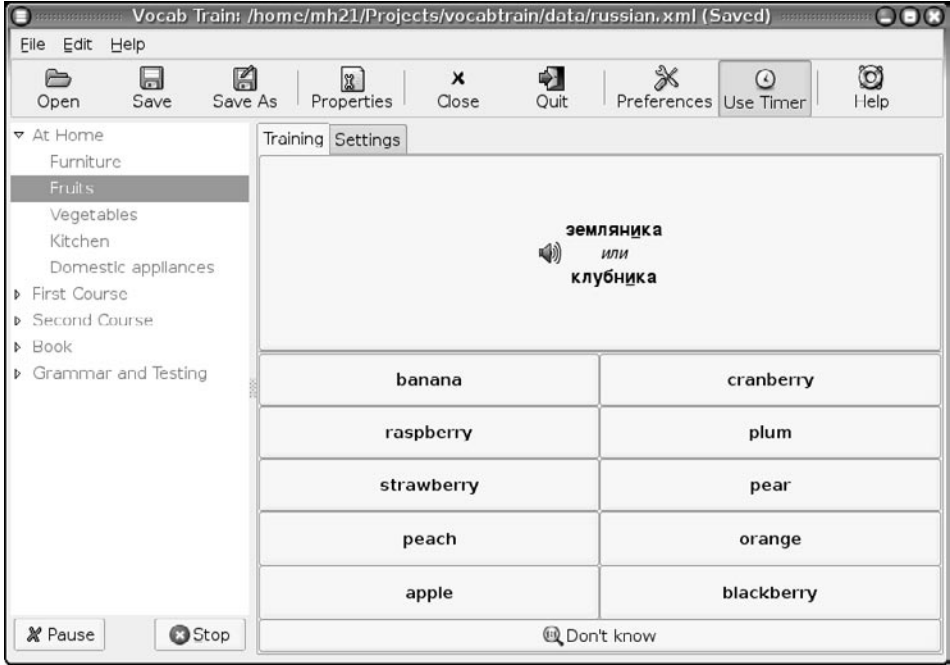 Vocab Train: /home/mh21/Projects/vocabtrain/data/russian.xml (Saved)
File Edit Help
Open Save Save As Properties Close Quit Preferences Use Timer Help
At Home
Furniture
Fruits
Vegetables
Kitchen
Domestic appliances
First Course
Second Course
Book
Grammar and Testing
Pause Stop
Training Settings
земляника
или
клубника
banana cranberry
raspberry plum
strawberry pear
peach orange
apple blackberry
Don't know